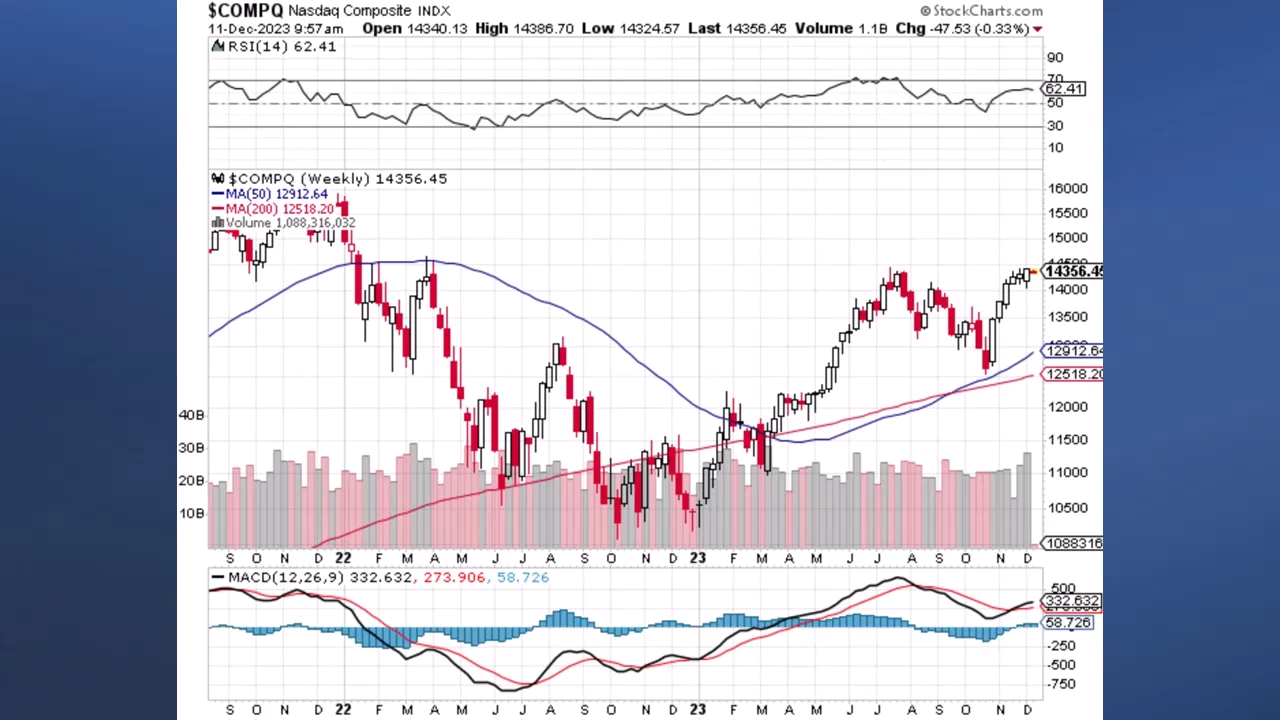 $COMPQ Nasdaq Composite INDX
© StockCharts.com
11-Dec-2023 9:57am Open 14340.13 High 14386.70 Low 14324.57 Last 14356.45 Volume 1.1B Chg -47.53 (-0.33%)
RSI(14) 62.41
90
70
62.41
50
30
10
$COMPQ (Weekly) 14356.45
MA(50) 12912.64
MA(200) 12518.20
Volume 1,088,316,032
16000
15500
15000
14500
14356.45
14000
13500
13000
12912.64
12518.20
12000
11500
11000
10500
1088316
40B
30B
20B
10B
S O N D 22 F M A M J J A S O N D 23 F M A M J J A S O N D
MACD(12,26,9) 332.632, 273.906, 58.726
500
332.632
58.726
-250
-500
-750
S O N D 22 F M A M J J A S O N D 23 F M A M J J A S O N D